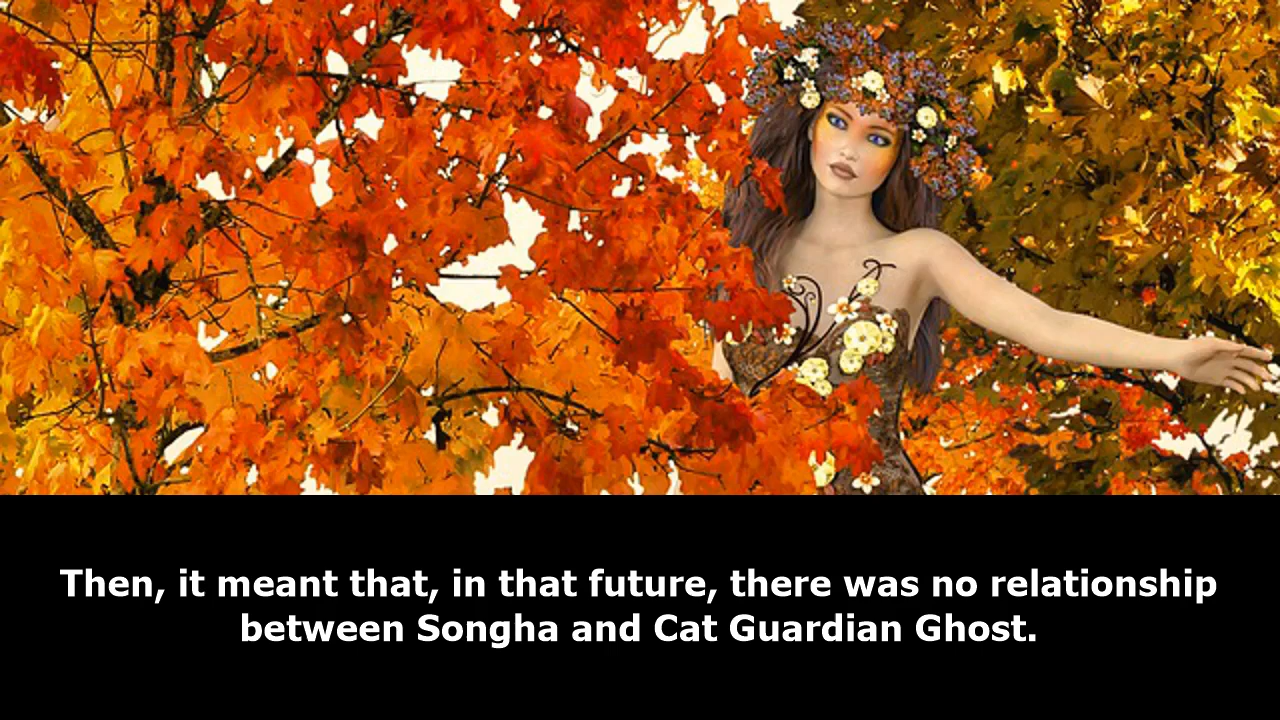 Then, it meant that, in that future, there was no relationship
between Songha and Cat Guardian Ghost.